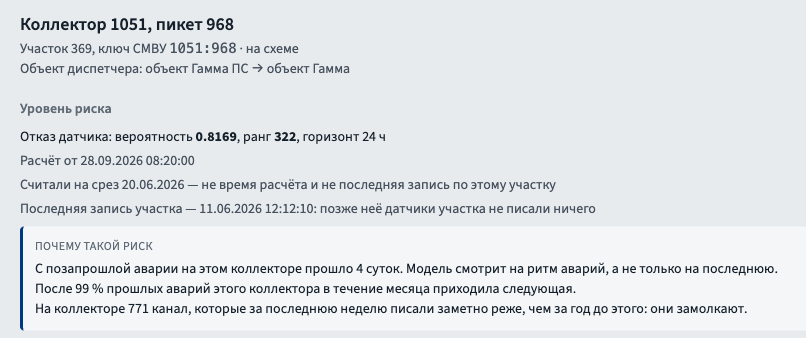 Коллектор 1051, пикет 968
Участок 369, ключ СМВУ 1051:968 · на схеме
Объект диспетчера: объект Гамма ПС → объект Гамма
Уровень риска
Отказ датчика: вероятность 0.8169, ранг 322, горизонт 24 ч
Расчёт от 28.09.2026 08:20:00
Считали на срез 20.06.2026 — не время расчёта и не последняя запись по этому участку
Последняя запись участка — 11.06.2026 12:12:10: позже неё датчики участка не писали ничего
ПОЧЕМУ ТАКОЙ РИСК
С позапрошлой аварии на этом коллекторе прошло 4 суток. Модель смотрит на ритм аварий, а не только на последнюю.
После 99 % прошлых аварий этого коллектора в течение месяца приходила следующая.
На коллекторе 771 канал, которые за последнюю неделю писали заметно реже, чем за год до этого: они замолкают.